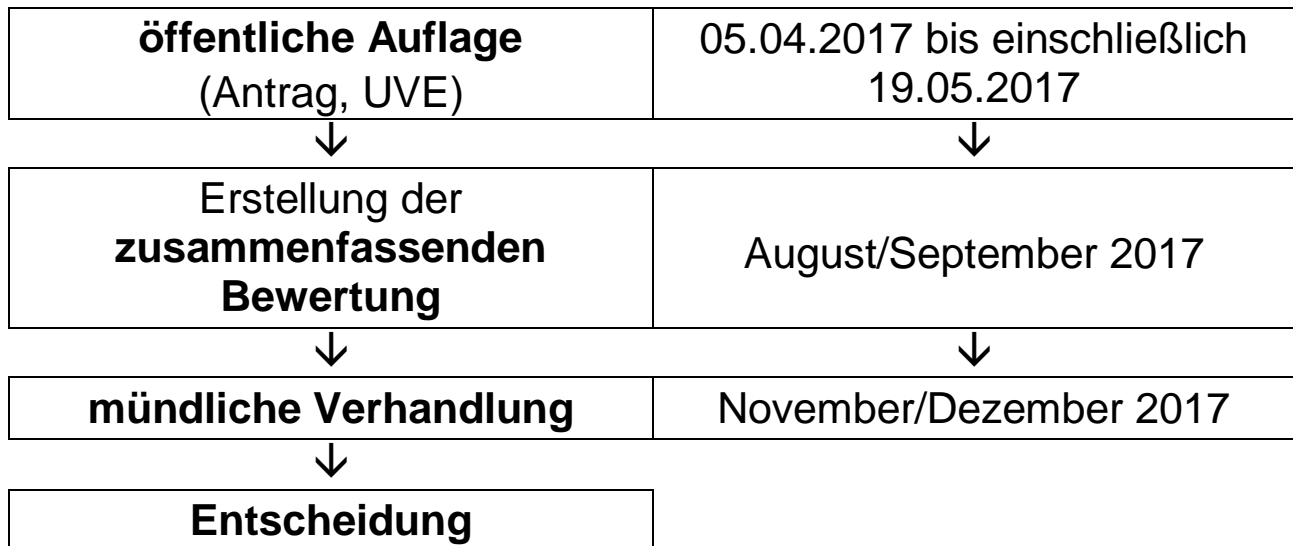 öffentliche Auflage
(Antrag, UVE)
05.04.2017 bis einschließlich
19.05.2017
Erstellung der
zusammenfassenden
Bewertung
August/September 2017
mündliche Verhandlung
November/Dezember 2017
Entscheidung